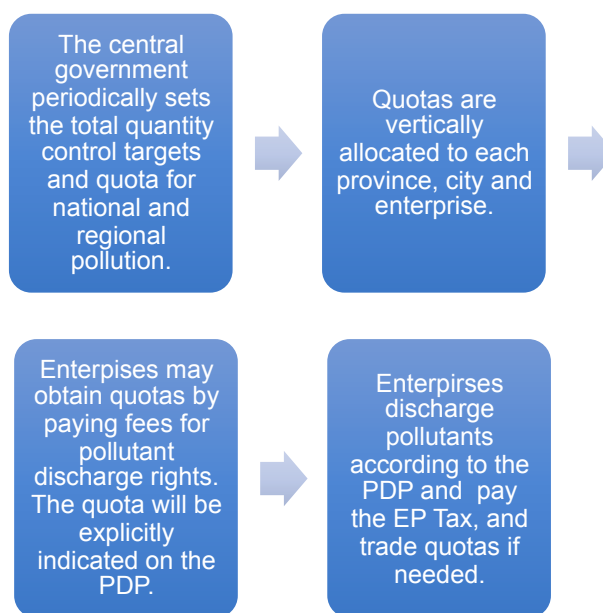 The central
government
periodically sets
the total quantity
control targets
and quota for
national and
regional
pollution.
Quotas are
vertically
allocated to each
province, city and
enterprise.
Enterpises may
obtain quotas by
paying fees for
pollutant
discharge rights.
The quota will be
explicitly
indicated on the
PDP.
Enterpirses
discharge
pollutants
according to the
PDP and pay
the EP Tax, and
trade quotas if
needed.